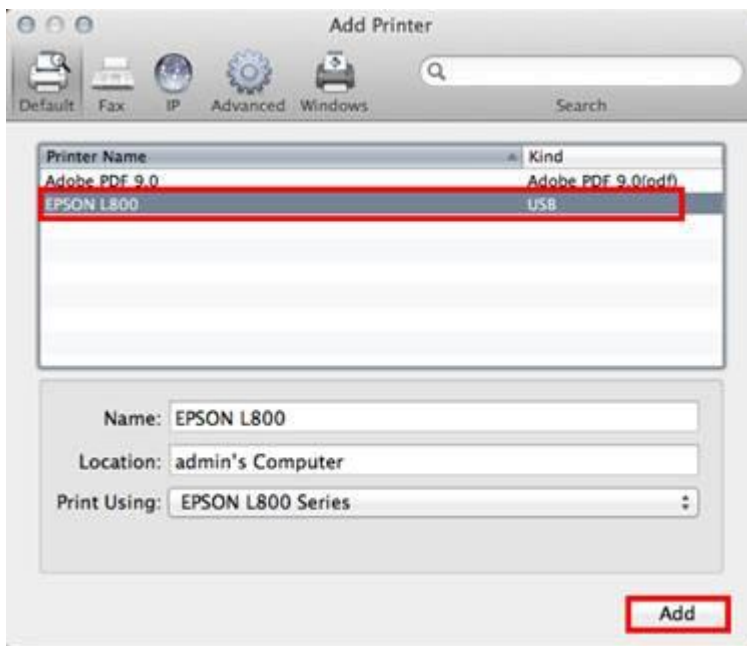 Add Printer
Default Fax IP Advanced Windows Search
Printer Name Kind
Adobe PDF 9.0 Adobe PDF 9.0(pdf)
EPSON L800 USB
Name: EPSON L800
Location: admin's Computer
Print Using: EPSON L800 Series
Add